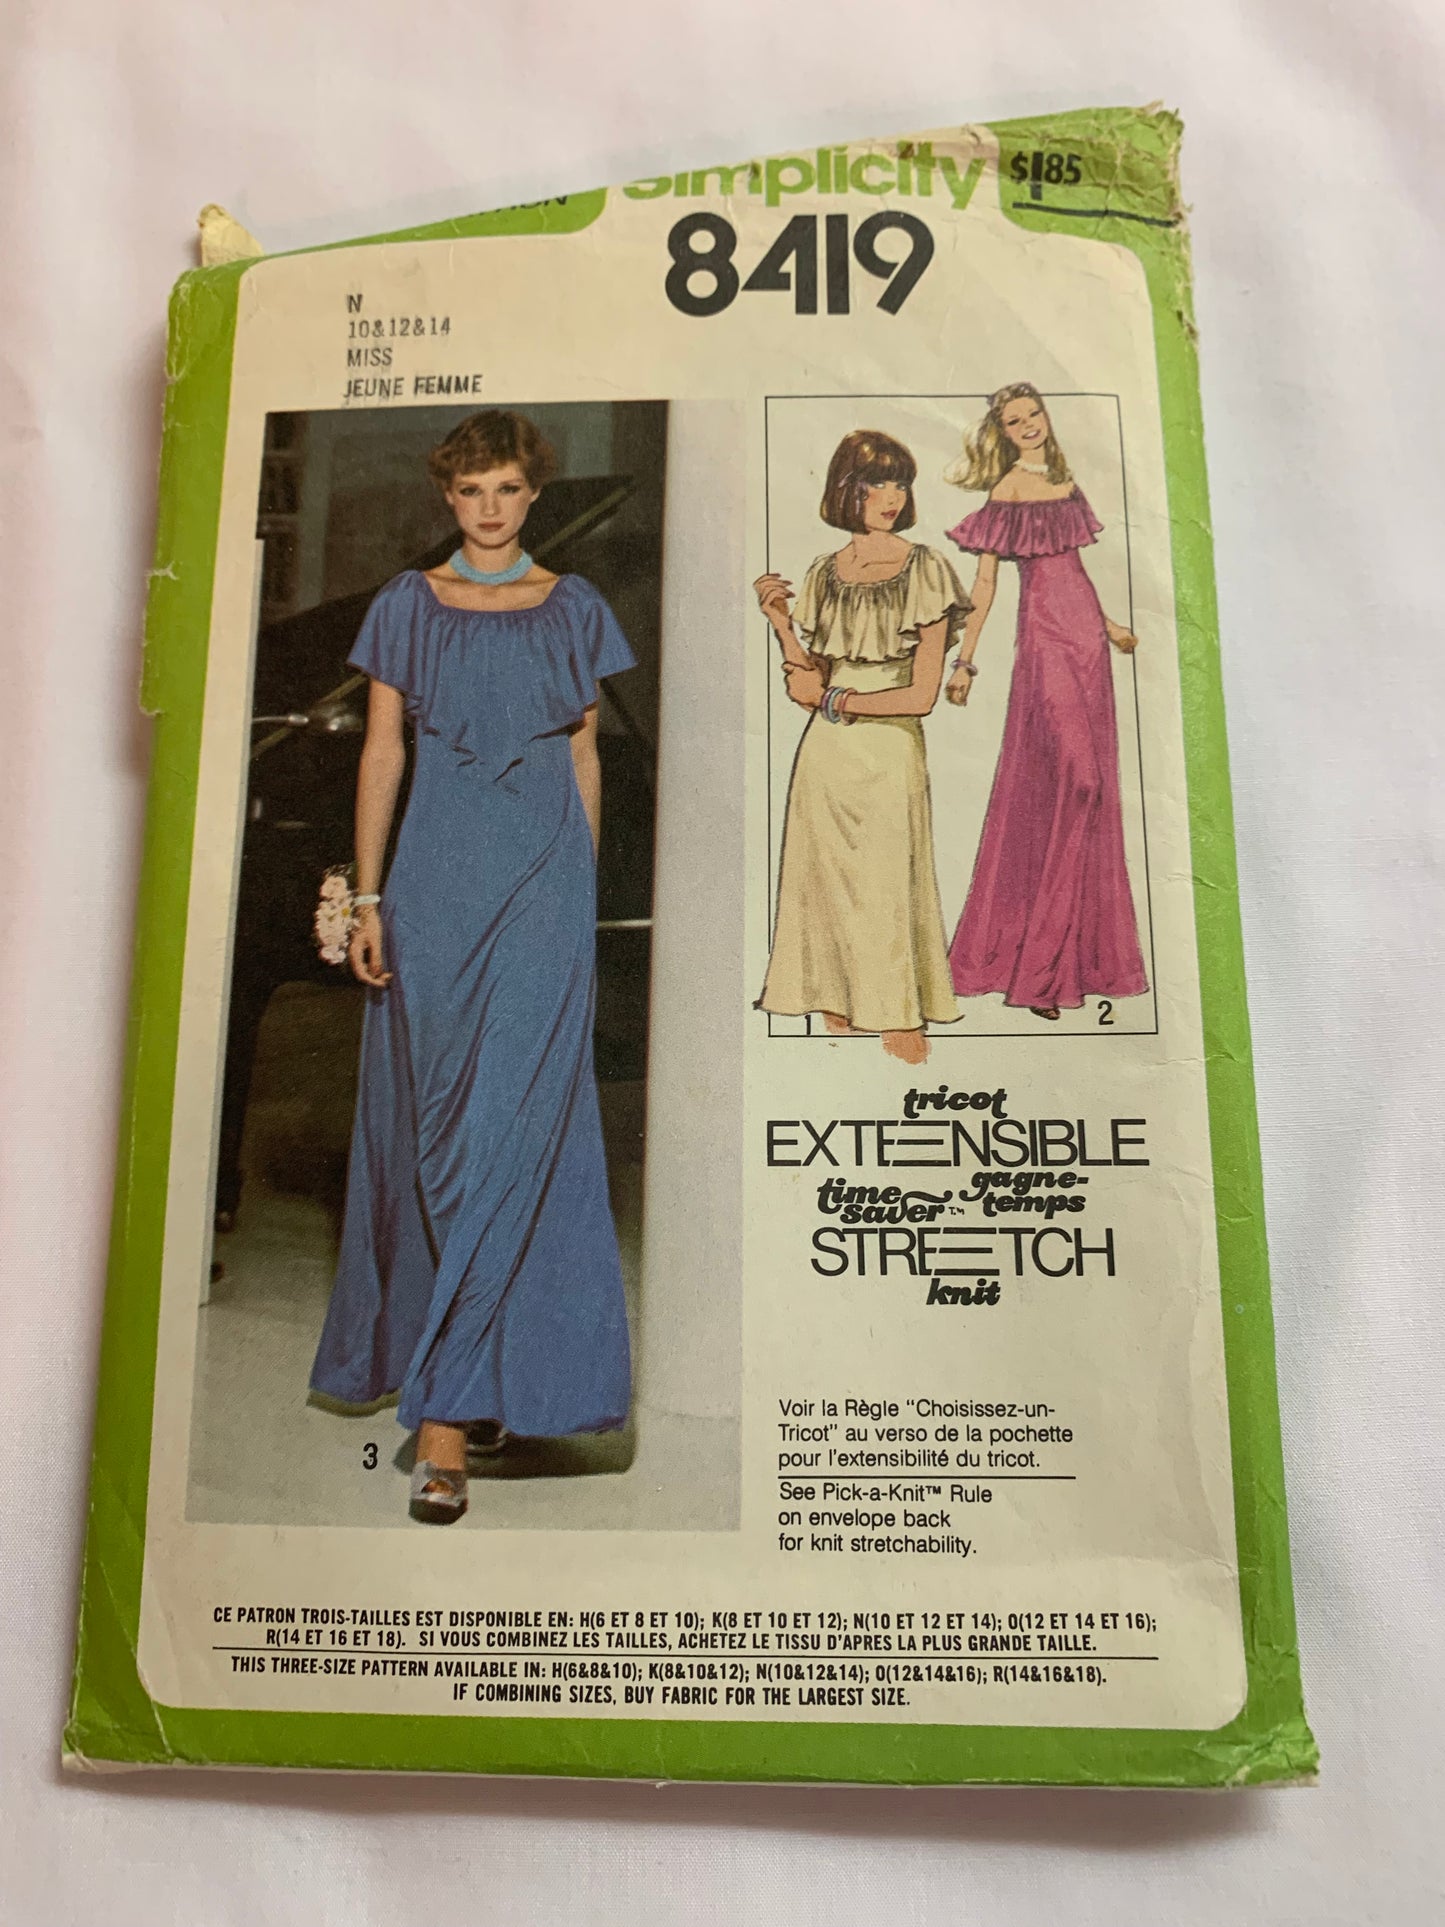 simplicity
$1.85
8419
N
10&12&14
MISS
JEUNE FEMME
1
2
3
tricot
EXTENSIBLE
time saver T.M. gagne-temps
STRETCH
knit
Voir la Règle "Choisissez-un-
Tricot" au verso de la pochette
pour l'extensibilité du tricot.
See Pick-a-Knit™ Rule
on envelope back
for knit stretchability.
CE PATRON TROIS-TAILLES EST DISPONIBLE EN: H(6 ET 8 ET 10); K(8 ET 10 ET 12); N(10 ET 12 ET 14); O(12 ET 14 ET 16);
R(14 ET 16 ET 18). SI VOUS COMBINEZ LES TAILLES, ACHETEZ LE TISSU D'APRES LA PLUS GRANDE TAILLE.
THIS THREE-SIZE PATTERN AVAILABLE IN: H(6&8&10); K(8&10&12); N(10&12&14); O(12&14&16); R(14&16&18).
IF COMBINING SIZES, BUY FABRIC FOR THE LARGEST SIZE.